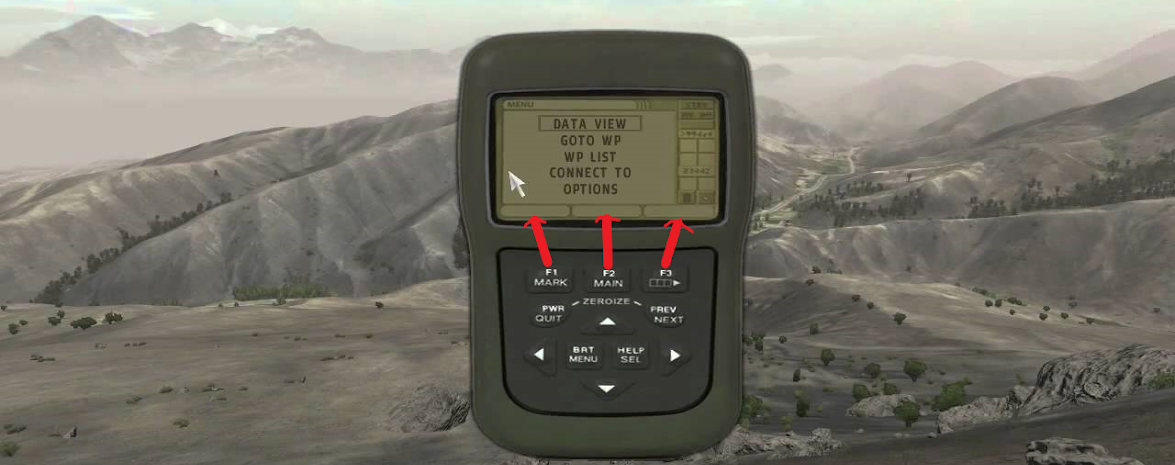 MENU
DATA VIEW
GOTO WP
WP LIST
CONNECT TO
OPTIONS
F1
MARK
F2
MAIN
F3
ZEROIZE
PWR
QUIT
PREV
NEXT
BRT
MENU
HELP
SEL